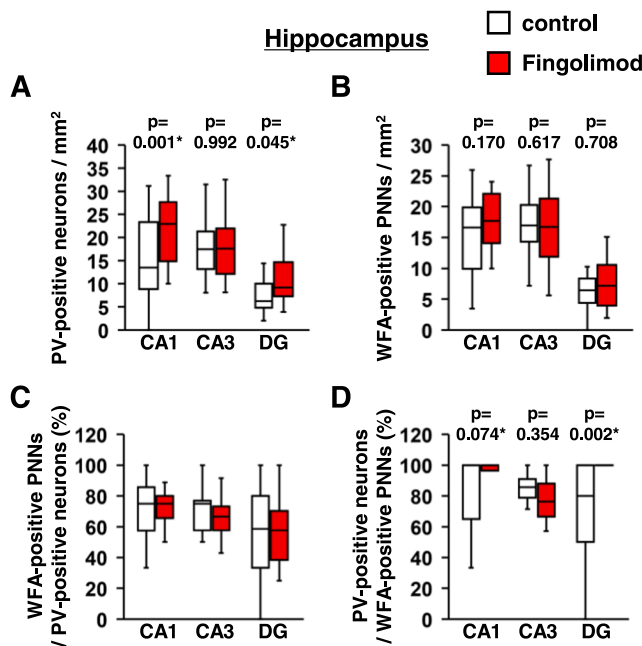 Hippocampus
control
Fingolimod
A
PV-positive neurons / mm²
p= p= p=
0.001* 0.992 0.045*
40
35
30
25
20
15
10
5
0
CA1 CA3 DG
B
WFA-positive PNNs / mm²
p= p= p=
0.170 0.617 0.708
30
25
20
15
10
5
0
CA1 CA3 DG
C
WFA-positive PNNs
/ PV-positive neurons (%)
120
100
80
60
40
20
0
CA1 CA3 DG
D
PV-positive neurons
/ WFA-positive PNNs (%)
p= p= p=
0.074* 0.354 0.002*
120
100
80
60
40
20
0
CA1 CA3 DG